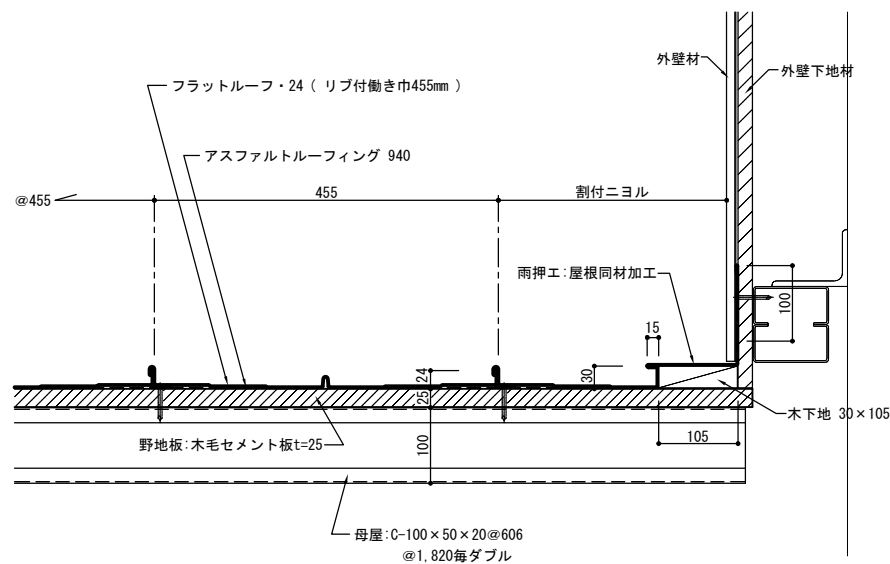 外壁材
外壁下地材
フラットルーフ・24（ リブ付働き巾455mm ）
アスファルトルーフィング 940
@455
455
割付ニヨル
雨押エ:屋根同材加工
100
15
30
24
25
木下地 30×105
野地板:木毛セメント板t=25
100
105
母屋:C-100×50×20@606
@1,820毎ダブル